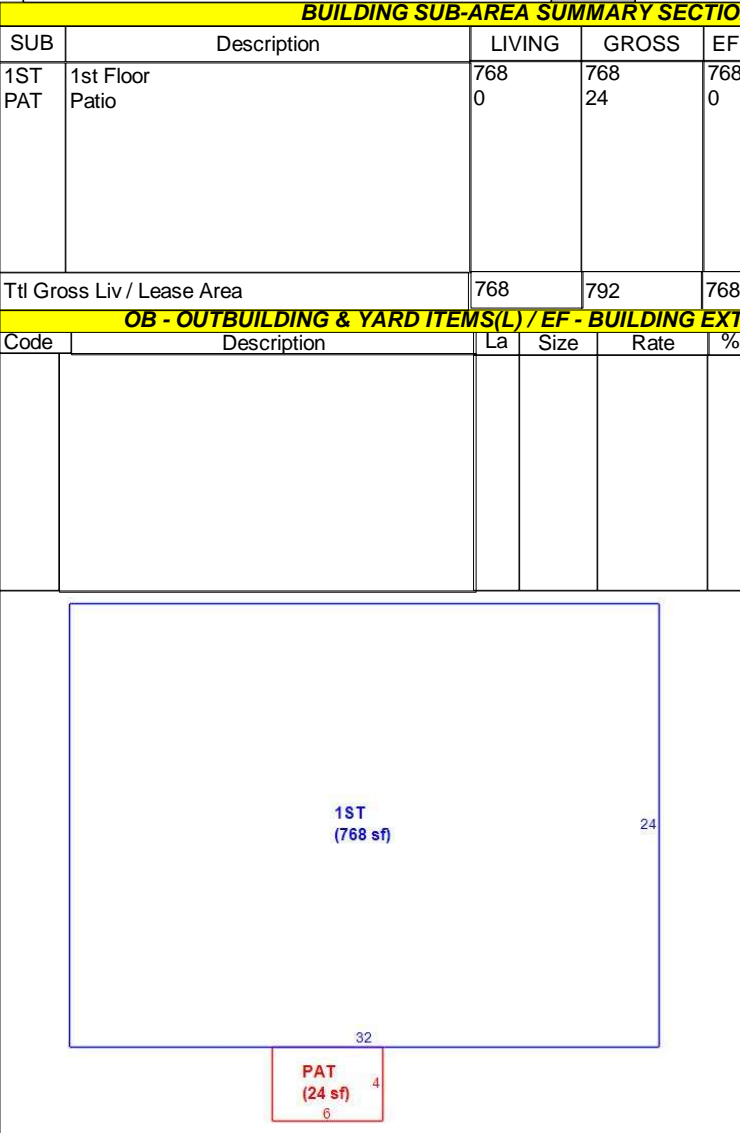 BUILDING SUB-AREA SUMMARY SECTIO
SUB Description LIVING GROSS EF
1ST 1st Floor 768 768 768
PAT Patio 0 24 0
Ttl Gross Liv / Lease Area 768 792 768
OB - OUTBUILDING & YARD ITEMS(L) / EF - BUILDING EXT
Code Description La Size Rate %
1ST
(768 sf)
24
32
PAT
(24 sf)
4
6